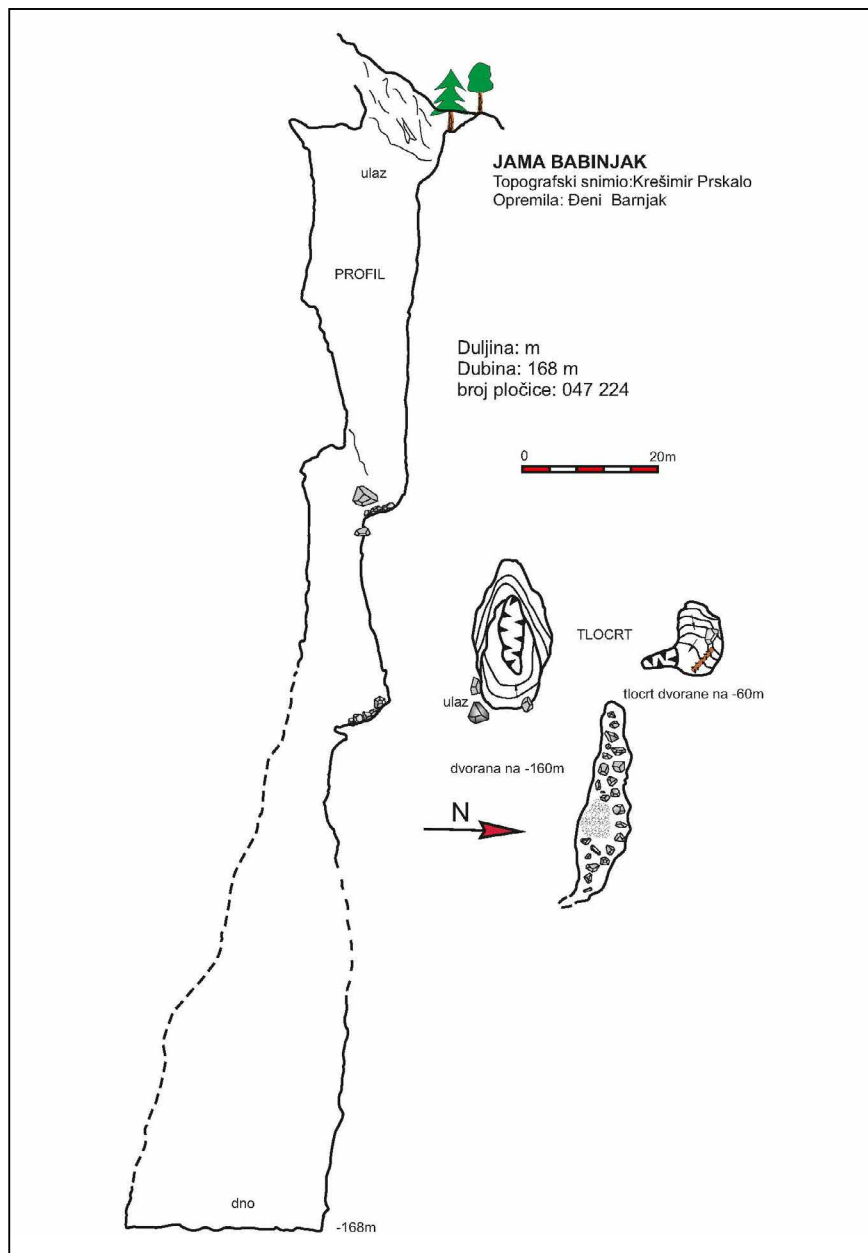 JAMA BABINJAK
Topografski snimio:Krešimir Prskalo
Opremila: Đeni Barnjak
ulaz
PROFIL
Duljina: m
Dubina: 168 m
broj pločice: 047 224
0 20m
TLOCRT
ulaz
tlocrt dvorane na -60m
dvorana na -160m
N
dno
-168m